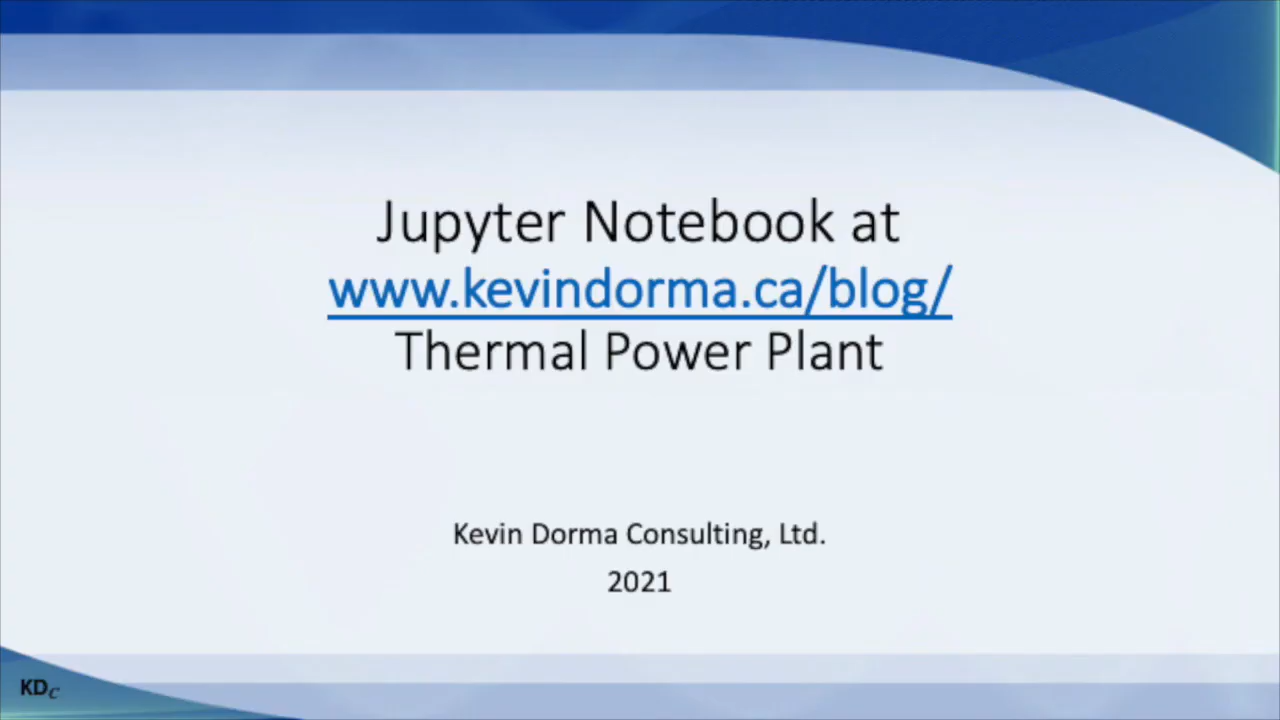 Jupyter Notebook at
www.kevindorma.ca/blog/
Thermal Power Plant
Kevin Dorma Consulting, Ltd.
2021
KDc